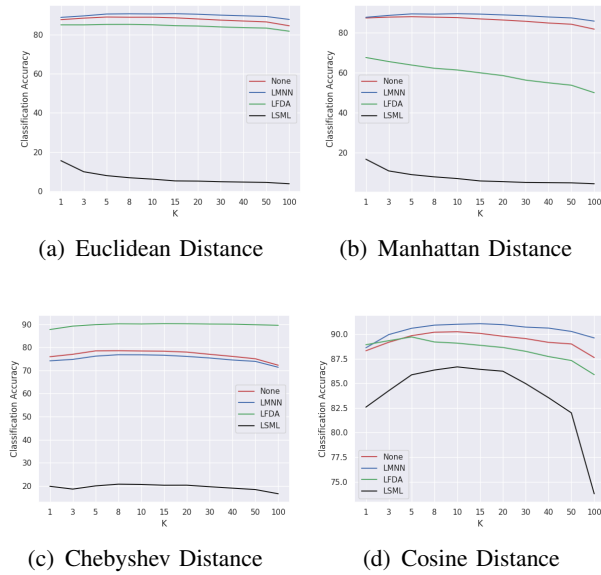 Classification Accuracy
80
60
40
20
0
None
LMNN
LFDA
LSML
1 3 5 8 10 15 20 30 40 50 100
K
(a) Euclidean Distance
Classification Accuracy
80
60
40
20
None
LMNN
LFDA
LSML
1 3 5 8 10 15 20 30 40 50 100
K
(b) Manhattan Distance
Classification Accuracy
90
80
70
60
50
40
30
20
None
LMNN
LFDA
LSML
1 3 5 8 10 15 20 30 40 50 100
K
(c) Chebyshev Distance
Classification Accuracy
90.0
87.5
85.0
82.5
80.0
77.5
75.0
None
LMNN
LFDA
LSML
1 3 5 8 10 15 20 30 40 50 100
K
(d) Cosine Distance